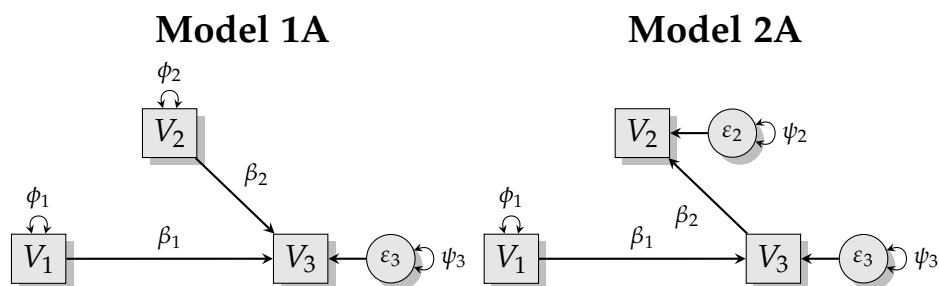 Model 1A
ϕ₂
V₂
β₂
ϕ₁
V₁
β₁
V₃
ε₃
ψ₃
Model 2A
V₂
ε₂
ψ₂
β₂
ϕ₁
V₁
β₁
V₃
ε₃
ψ₃